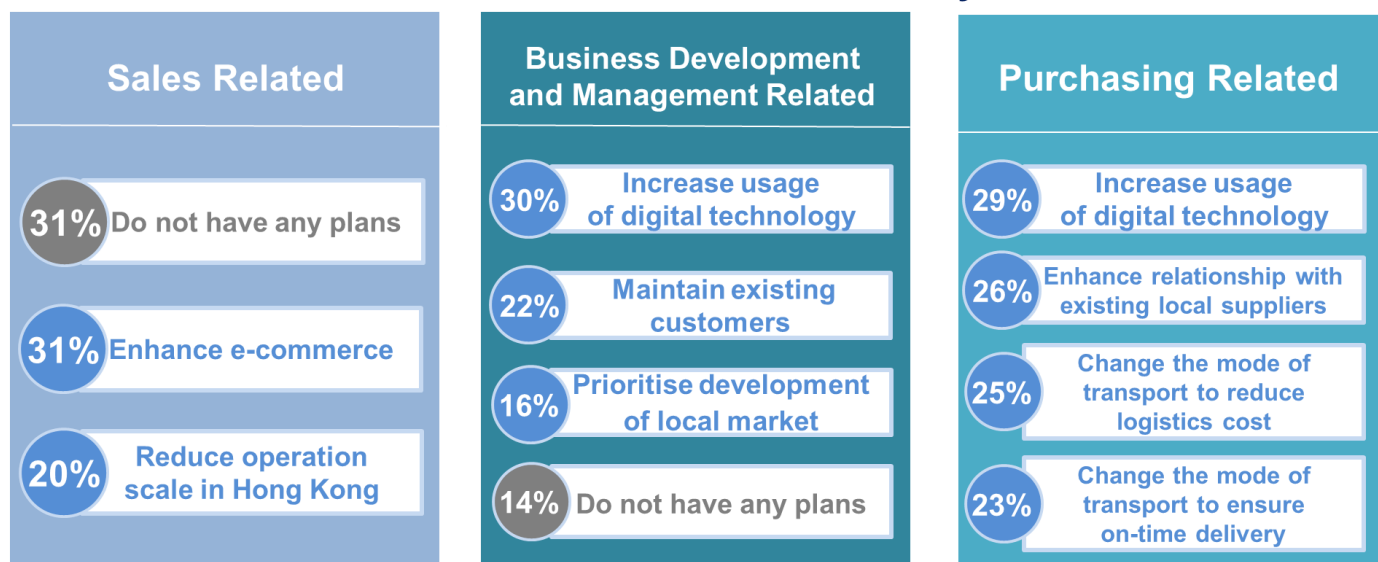 Sales Related
31%
Do not have any plans
31%
Enhance e-commerce
20%
Reduce operation
scale in Hong Kong
Business Development
and Management Related
30%
Increase usage
of digital technology
22%
Maintain existing
customers
16%
Prioritise development
of local market
14%
Do not have any plans
Purchasing Related
29%
Increase usage
of digital technology
26%
Enhance relationship with
existing local suppliers
25%
Change the mode of
transport to reduce
logistics cost
23%
Change the mode of
transport to ensure
on-time delivery